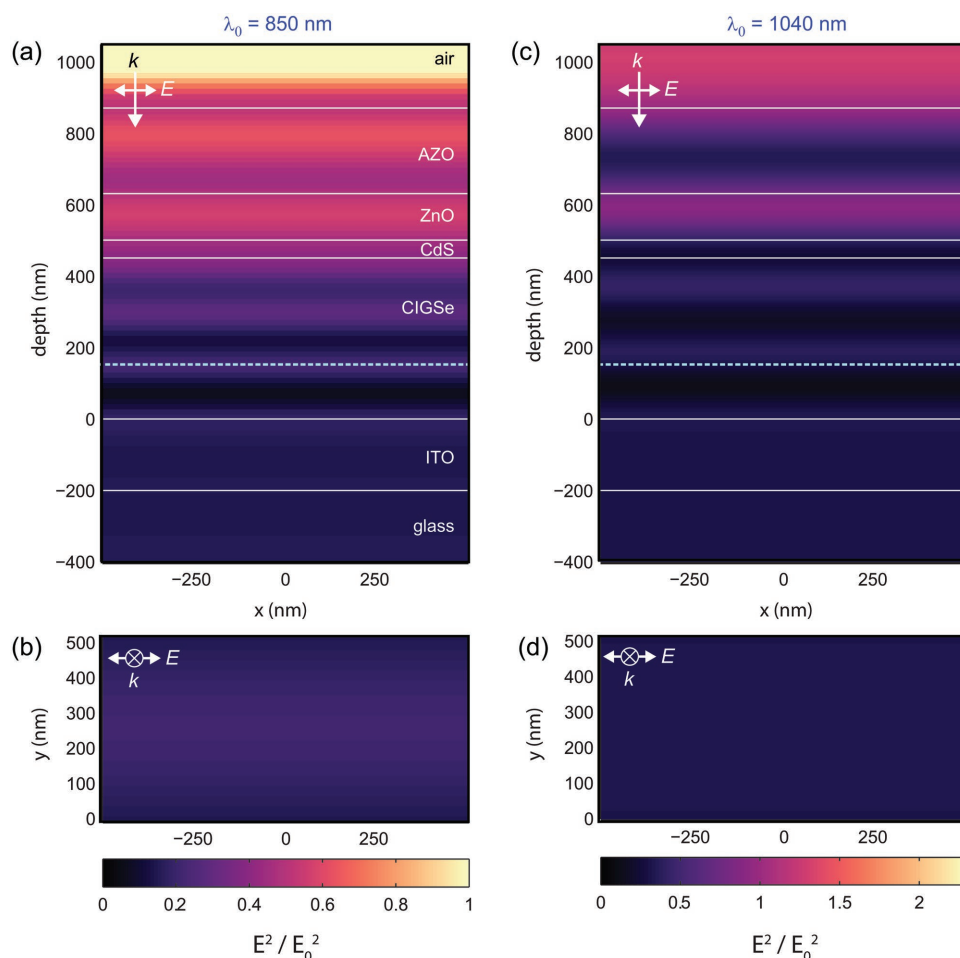 λ₀ = 850 nm
λ₀ = 1040 nm
(a)
1000
800
600
400
200
0
−200
−400
depth (nm)
k
E
air
AZO
ZnO
CdS
CIGSe
ITO
glass
−250
0
250
x (nm)
(c)
1000
800
600
400
200
0
−200
−400
depth (nm)
k
E
−250
0
250
x (nm)
(b)
500
400
300
200
100
0
y (nm)
E
k
−250
0
250
(d)
500
400
300
200
100
0
y (nm)
E
k
−250
0
250
0 0.2 0.4 0.6 0.8 1
E² / E₀²
0 0.5 1 1.5 2
E² / E₀²